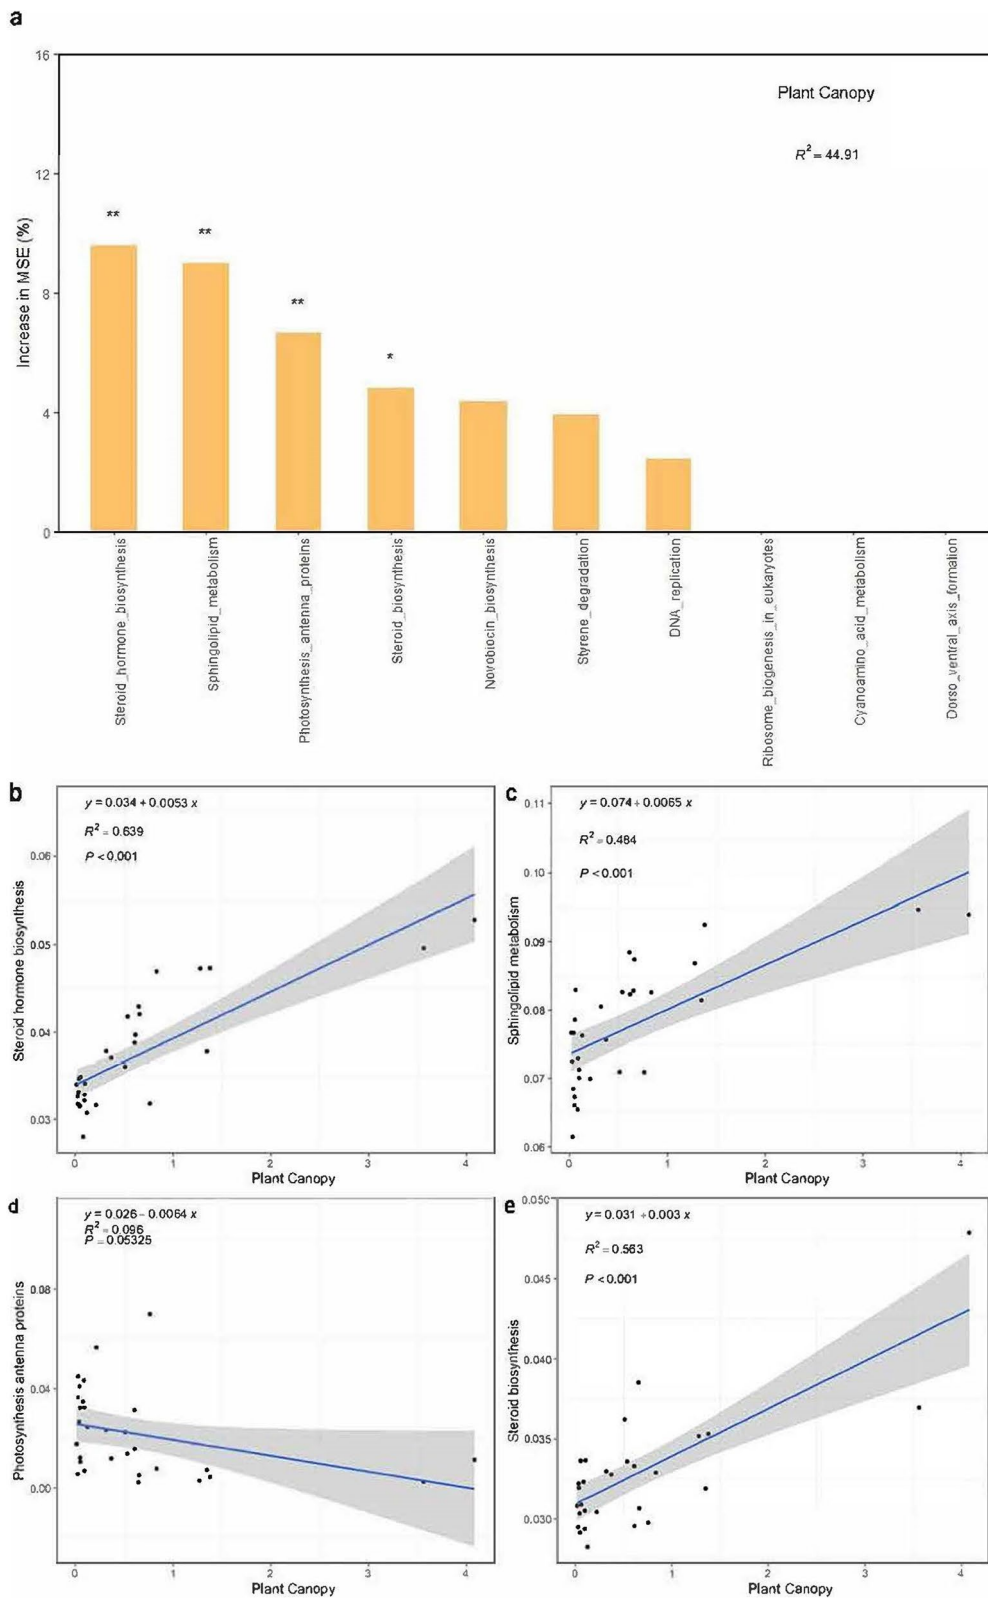 a
16
12
8
4
0
Increase in MSE (%)
Plant Canopy
R² = 44.91
**
**
**
*
Steroid_hormone_biosynthesis
Sphingolipid_metabolism
Photosynthesis_antenna_proteins
Steroid_biosynthesis
Novobiocin_biosynthesis
Styrene_degradation
DNA_replication
Ribosome_biogenesis_in_eukaryotes
Cyanoamino_acid_metabolism
Dorso_ventral_axis_formation
b
y = 0.034 + 0.0053 x
R² = 0.639
P < 0.001
0.06
0.05
0.04
0.03
Steroid hormone biosynthesis
0 1 2 3 4
Plant Canopy
c
y = 0.074 + 0.0065 x
R² = 0.484
P < 0.001
0.11
0.10
0.09
0.08
0.07
0.06
Sphingolipid metabolism
0 1 2 3 4
Plant Canopy
d
y = 0.026 − 0.0064 x
R² = 0.096
P = 0.05325
0.08
0.04
0.00
Photosynthesis antenna proteins
0 1 2 3 4
Plant Canopy
e
y = 0.031 + 0.003 x
R² = 0.563
P < 0.001
0.050
0.045
0.040
0.035
0.030
Steroid biosynthesis
0 1 2 3 4
Plant Canopy